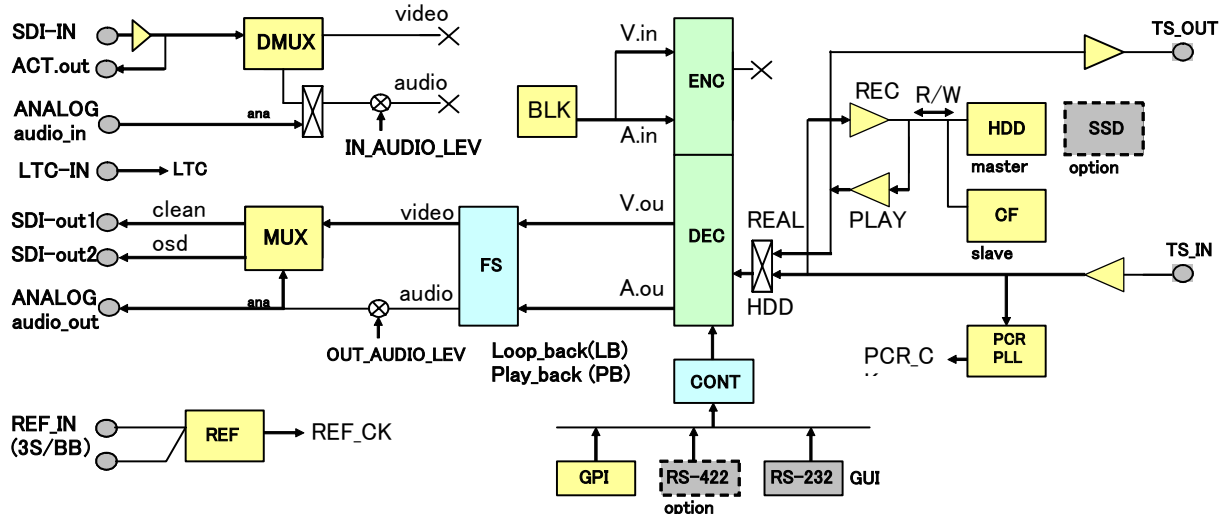 SDI-IN
ACT.out
ANALOG
audio_in
LTC-IN
LTC
DMUX
video
audio
ana
IN_AUDIO_LEV
SDI-out1
SDI-out2
ANALOG
audio_out
clean
osd
MUX
ana
video
audio
OUT_AUDIO_LEV
FS
Loop_back(LB)
Play_back (PB)
REF_IN
(3S/BB)
REF
REF_CK
BLK
V.in
A.in
ENC
DEC
V.ou
A.ou
CONT
GPI
RS-422
option
RS-232
GUI
REAL
HDD
REC
PLAY
R/W
HDD
master
SSD
option
CF
slave
TS_OUT
TS_IN
PCR
PLL
PCR_C